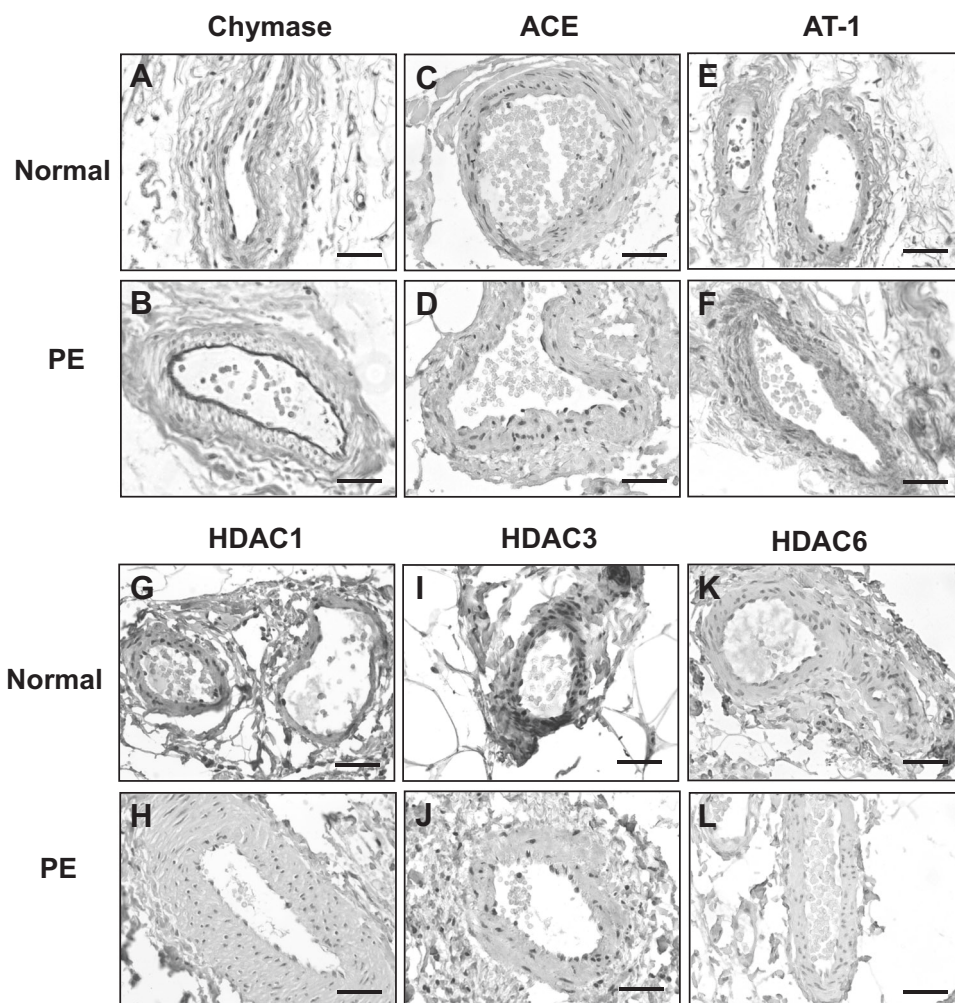 Chymase ACE AT-1
A C E
Normal
B D F
PE
HDAC1 HDAC3 HDAC6
G I K
Normal
H J L
PE